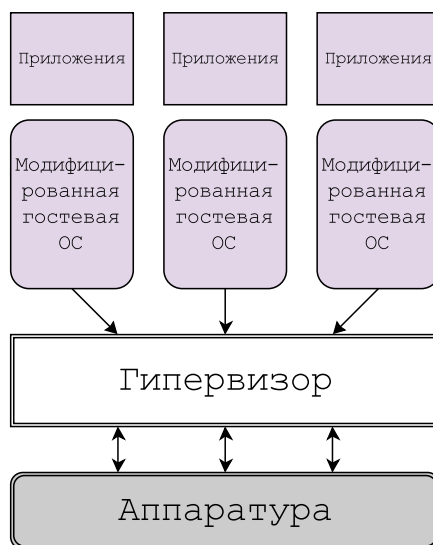 Приложения Приложения Приложения
Модифици- Модифици- Модифици-
рованная рованная рованная
гостевая гостевая гостевая
ОС ОС ОС
Гипервизор
Аппаратура